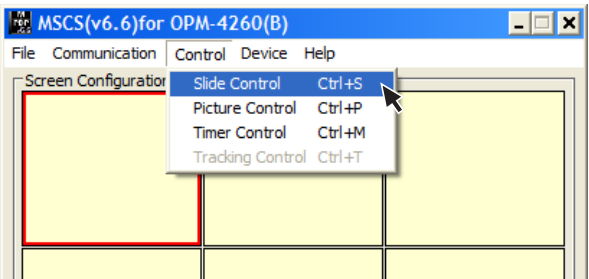 MSCS(v6.6)for OPM-4260(B)
File Communication Control Device Help
Screen Configuration
Slide Control Ctrl+S
Picture Control Ctrl+P
Timer Control Ctrl+M
Tracking Control Ctrl+T